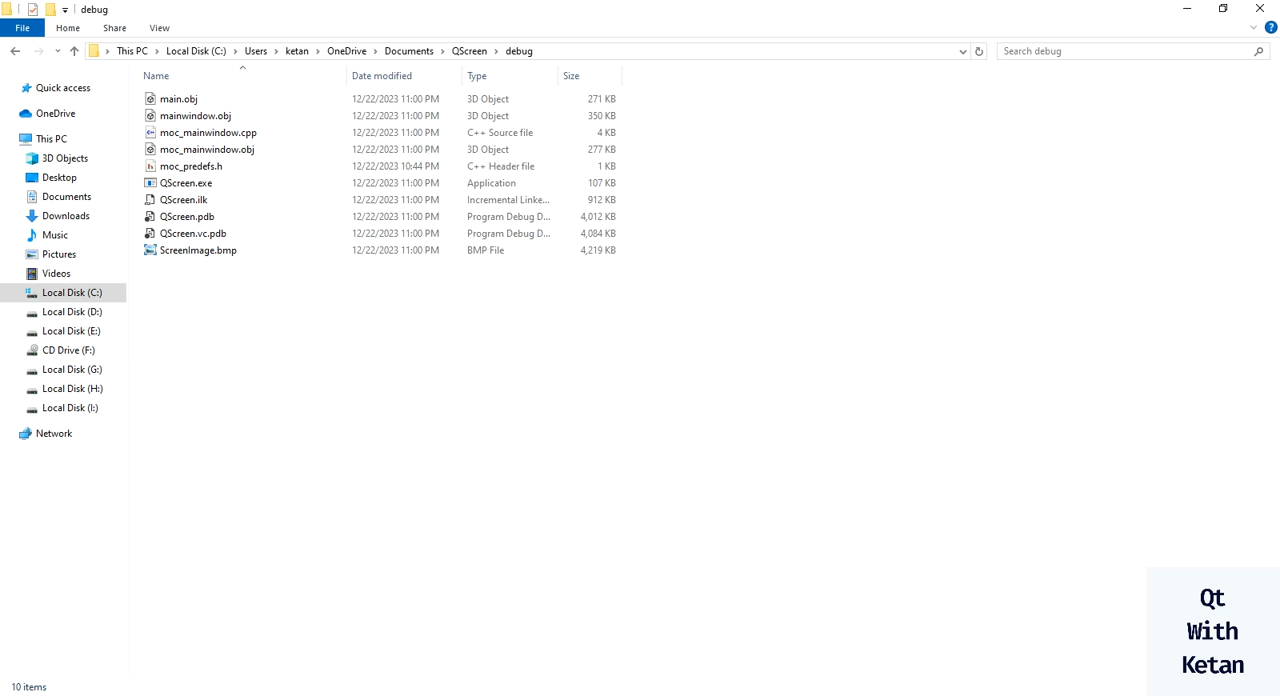 debug
File Home Share View
This PC Local Disk (C:) Users ketan OneDrive Documents QScreen debug Search debug
Name Date modified Type Size
main.obj 12/22/2023 11:00 PM 3D Object 271 KB
mainwindow.obj 12/22/2023 11:00 PM 3D Object 350 KB
moc_mainwindow.cpp 12/22/2023 11:00 PM C++ Source file 4 KB
moc_mainwindow.obj 12/22/2023 11:00 PM 3D Object 277 KB
moc_predefs.h 12/22/2023 10:44 PM C++ Header file 1 KB
QScreen.exe 12/22/2023 11:00 PM Application 107 KB
QScreen.ilk 12/22/2023 11:00 PM Incremental Linke... 912 KB
QScreen.pdb 12/22/2023 11:00 PM Program Debug D... 4,012 KB
QScreen.vc.pdb 12/22/2023 11:00 PM Program Debug D... 4,084 KB
ScreenImage.bmp 12/22/2023 11:00 PM BMP File 4,219 KB
Quick access
OneDrive
This PC
3D Objects
Desktop
Documents
Downloads
Music
Pictures
Videos
Local Disk (C:)
Local Disk (D:)
Local Disk (E:)
CD Drive (F:)
Local Disk (G:)
Local Disk (H:)
Local Disk (I:)
Network
Qt
With
Ketan
10 items